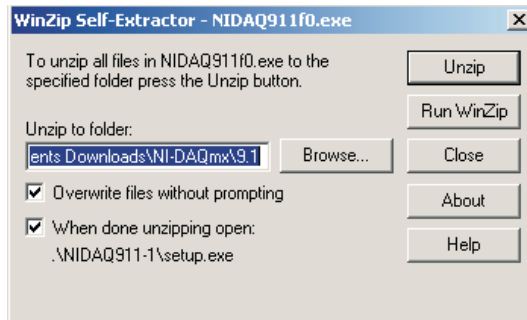 WinZip Self-Extractor - NIDAQ911f0.exe
To unzip all files in NIDAQ911f0.exe to the
specified folder press the Unzip button.
Unzip to folder:
ents Downloads\NI-DAQmx\9.1
Browse...
Overwrite files without prompting
When done unzipping open:
.\NIDAQ911-1\setup.exe
Unzip
Run WinZip
Close
About
Help